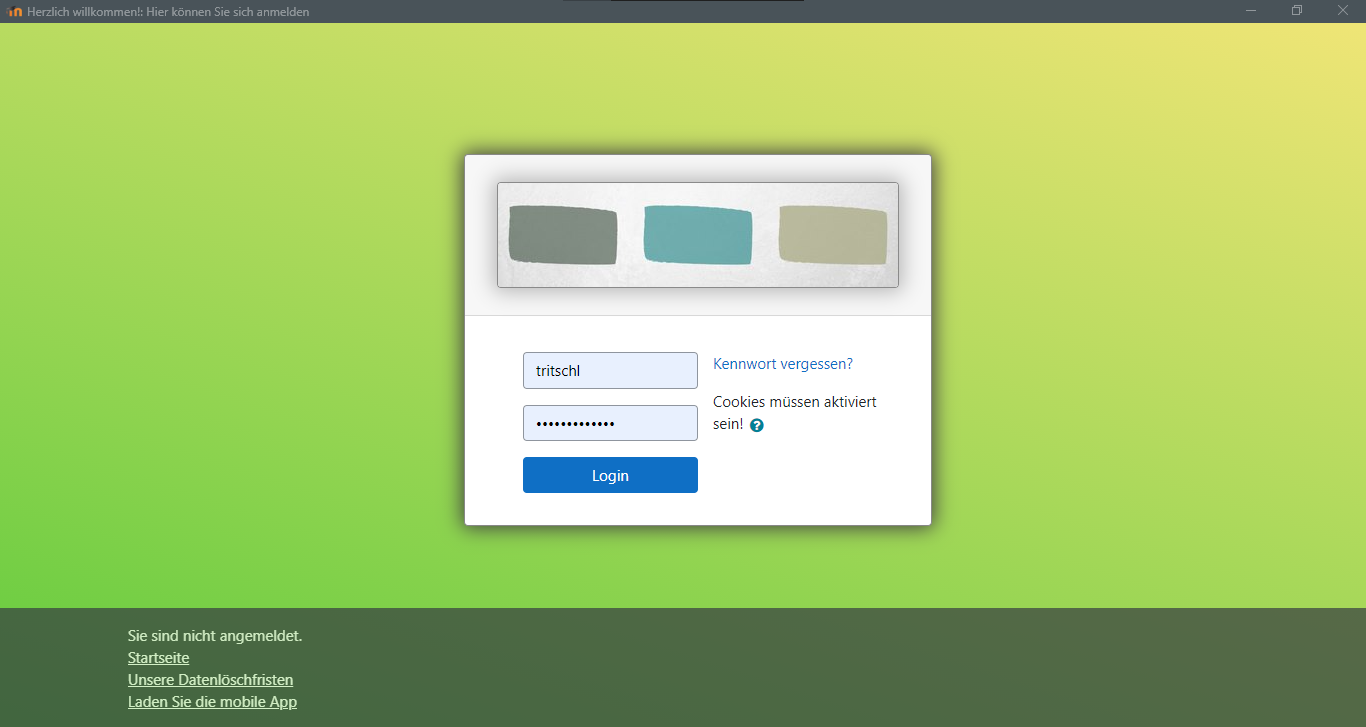 Herzlich willkommen!: Hier können Sie sich anmelden
tritschl
Kennwort vergessen?
Cookies müssen aktiviert
sein!
•••••••••••••
Login
Sie sind nicht angemeldet.
Startseite
Unsere Datenlöschfristen
Laden Sie die mobile App